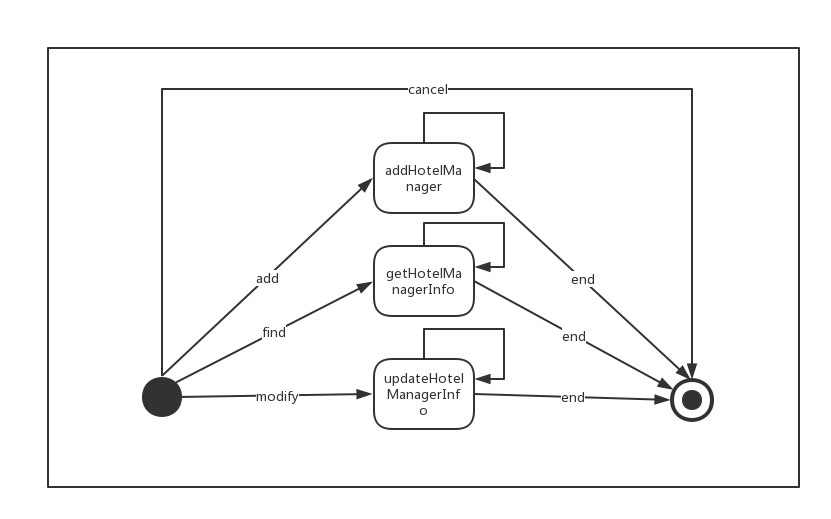 cancel
addHotelMa
nager
getHotelMa
nagerInfo
add
end
find
end
updateHotel
ManagerInf
o
modify
end